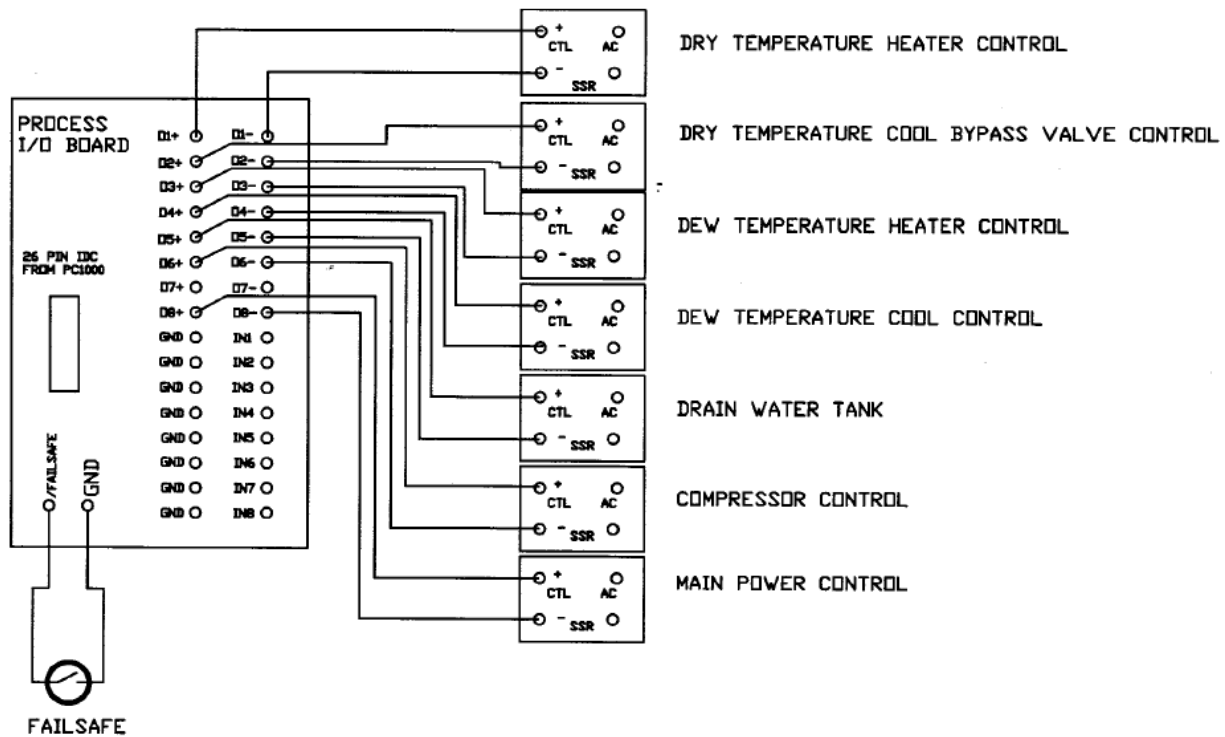 +
CTL AC
-
SSR
DRY TEMPERATURE HEATER CONTROL
PROCESS
I/O BOARD
+
CTL AC
-
SSR
DRY TEMPERATURE COOL BYPASS VALVE CONTROL
+
CTL AC
-
SSR
DEW TEMPERATURE HEATER CONTROL
+
CTL AC
-
SSR
DEW TEMPERATURE COOL CONTROL
+
CTL AC
-
SSR
DRAIN WATER TANK
+
CTL AC
-
SSR
COMPRESSOR CONTROL
+
CTL AC
-
SSR
MAIN POWER CONTROL
D1+ D1-
D2+ D2-
D3+ D3-
D4+ D4-
D5+ D5-
D6+ D6-
D7+ D7-
D8+ D8-
GND IN1
GND IN2
GND IN3
GND IN4
GND IN5
GND IN6
GND IN7
GND IN8
26 PIN IDC
FROM PC1000
/FAILSAFE
GND
FAILSAFE